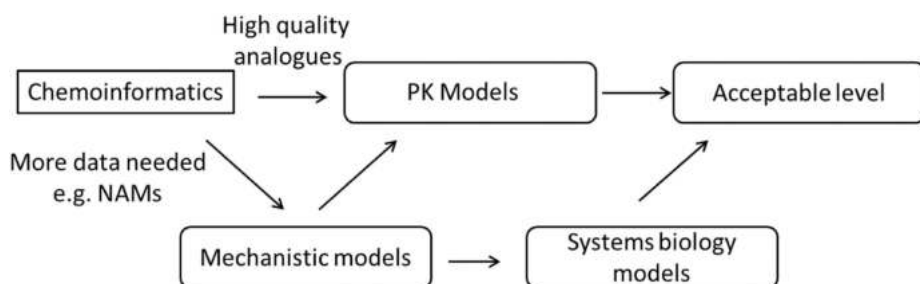 High quality
analogues
Chemoinformatics
PK Models
Acceptable level
More data needed
e.g. NAMs
Mechanistic models
Systems biology
models